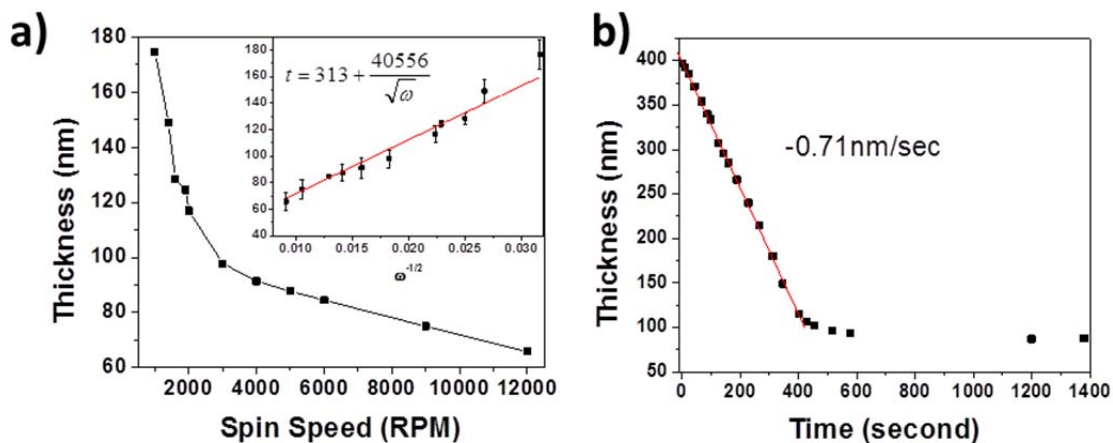 a)
180
160
140
120
100
80
60
2000 4000 6000 8000 10000 12000
Thickness (nm)
Spin Speed (RPM)
180
160
140
120
100
80
60
40
0.010 0.015 0.020 0.025 0.030
t = 313 + 40556/√ω
ω^-1/2
b)
400
350
300
250
200
150
100
50
0 200 400 600 800 1000 1200 1400
Thickness (nm)
Time (second)
-0.71nm/sec